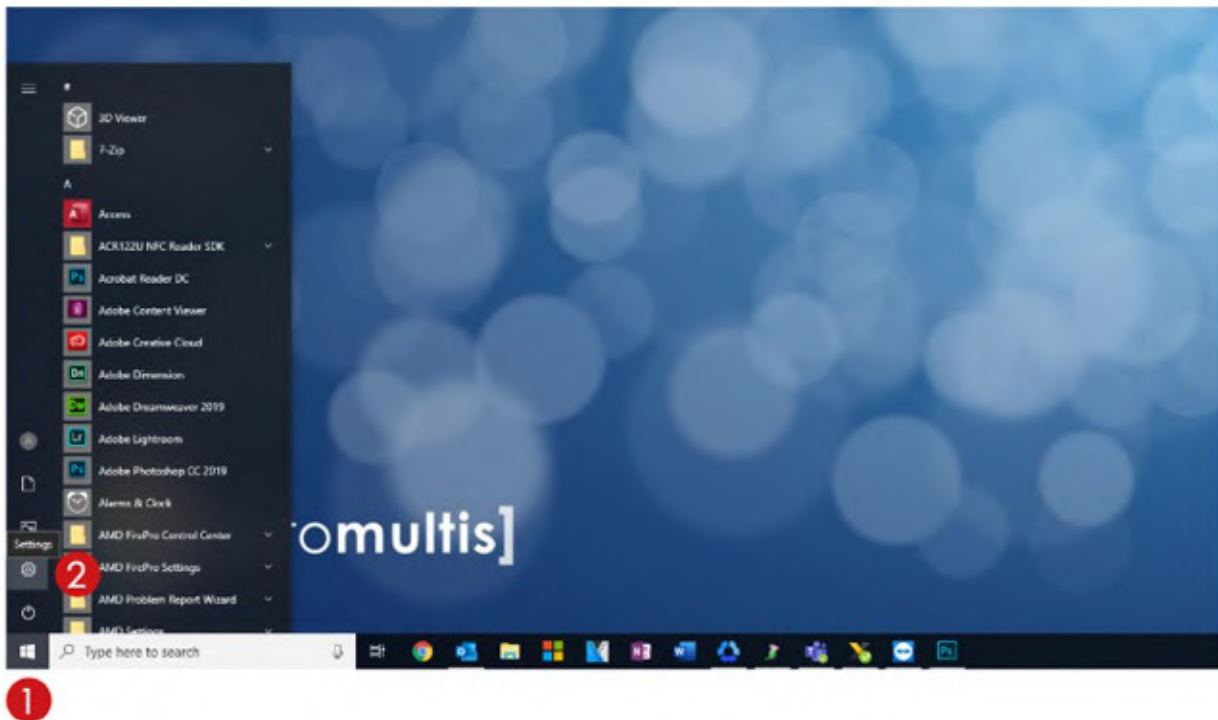 #
3D Viewer
7-Zip
A
Access
ACR122U NFC Reader SDK
Acrobat Reader DC
Adobe Content Viewer
Adobe Creative Cloud
Adobe Dimension
Adobe Dreamweaver 2019
Adobe Lightroom
Adobe Photoshop CC 2019
Alarms & Clock
AMD FirePro Control Center
Settings
AMD FirePro Settings
2
AMD Problem Report Wizard
AMD Settings
omultis]
Type here to search
1